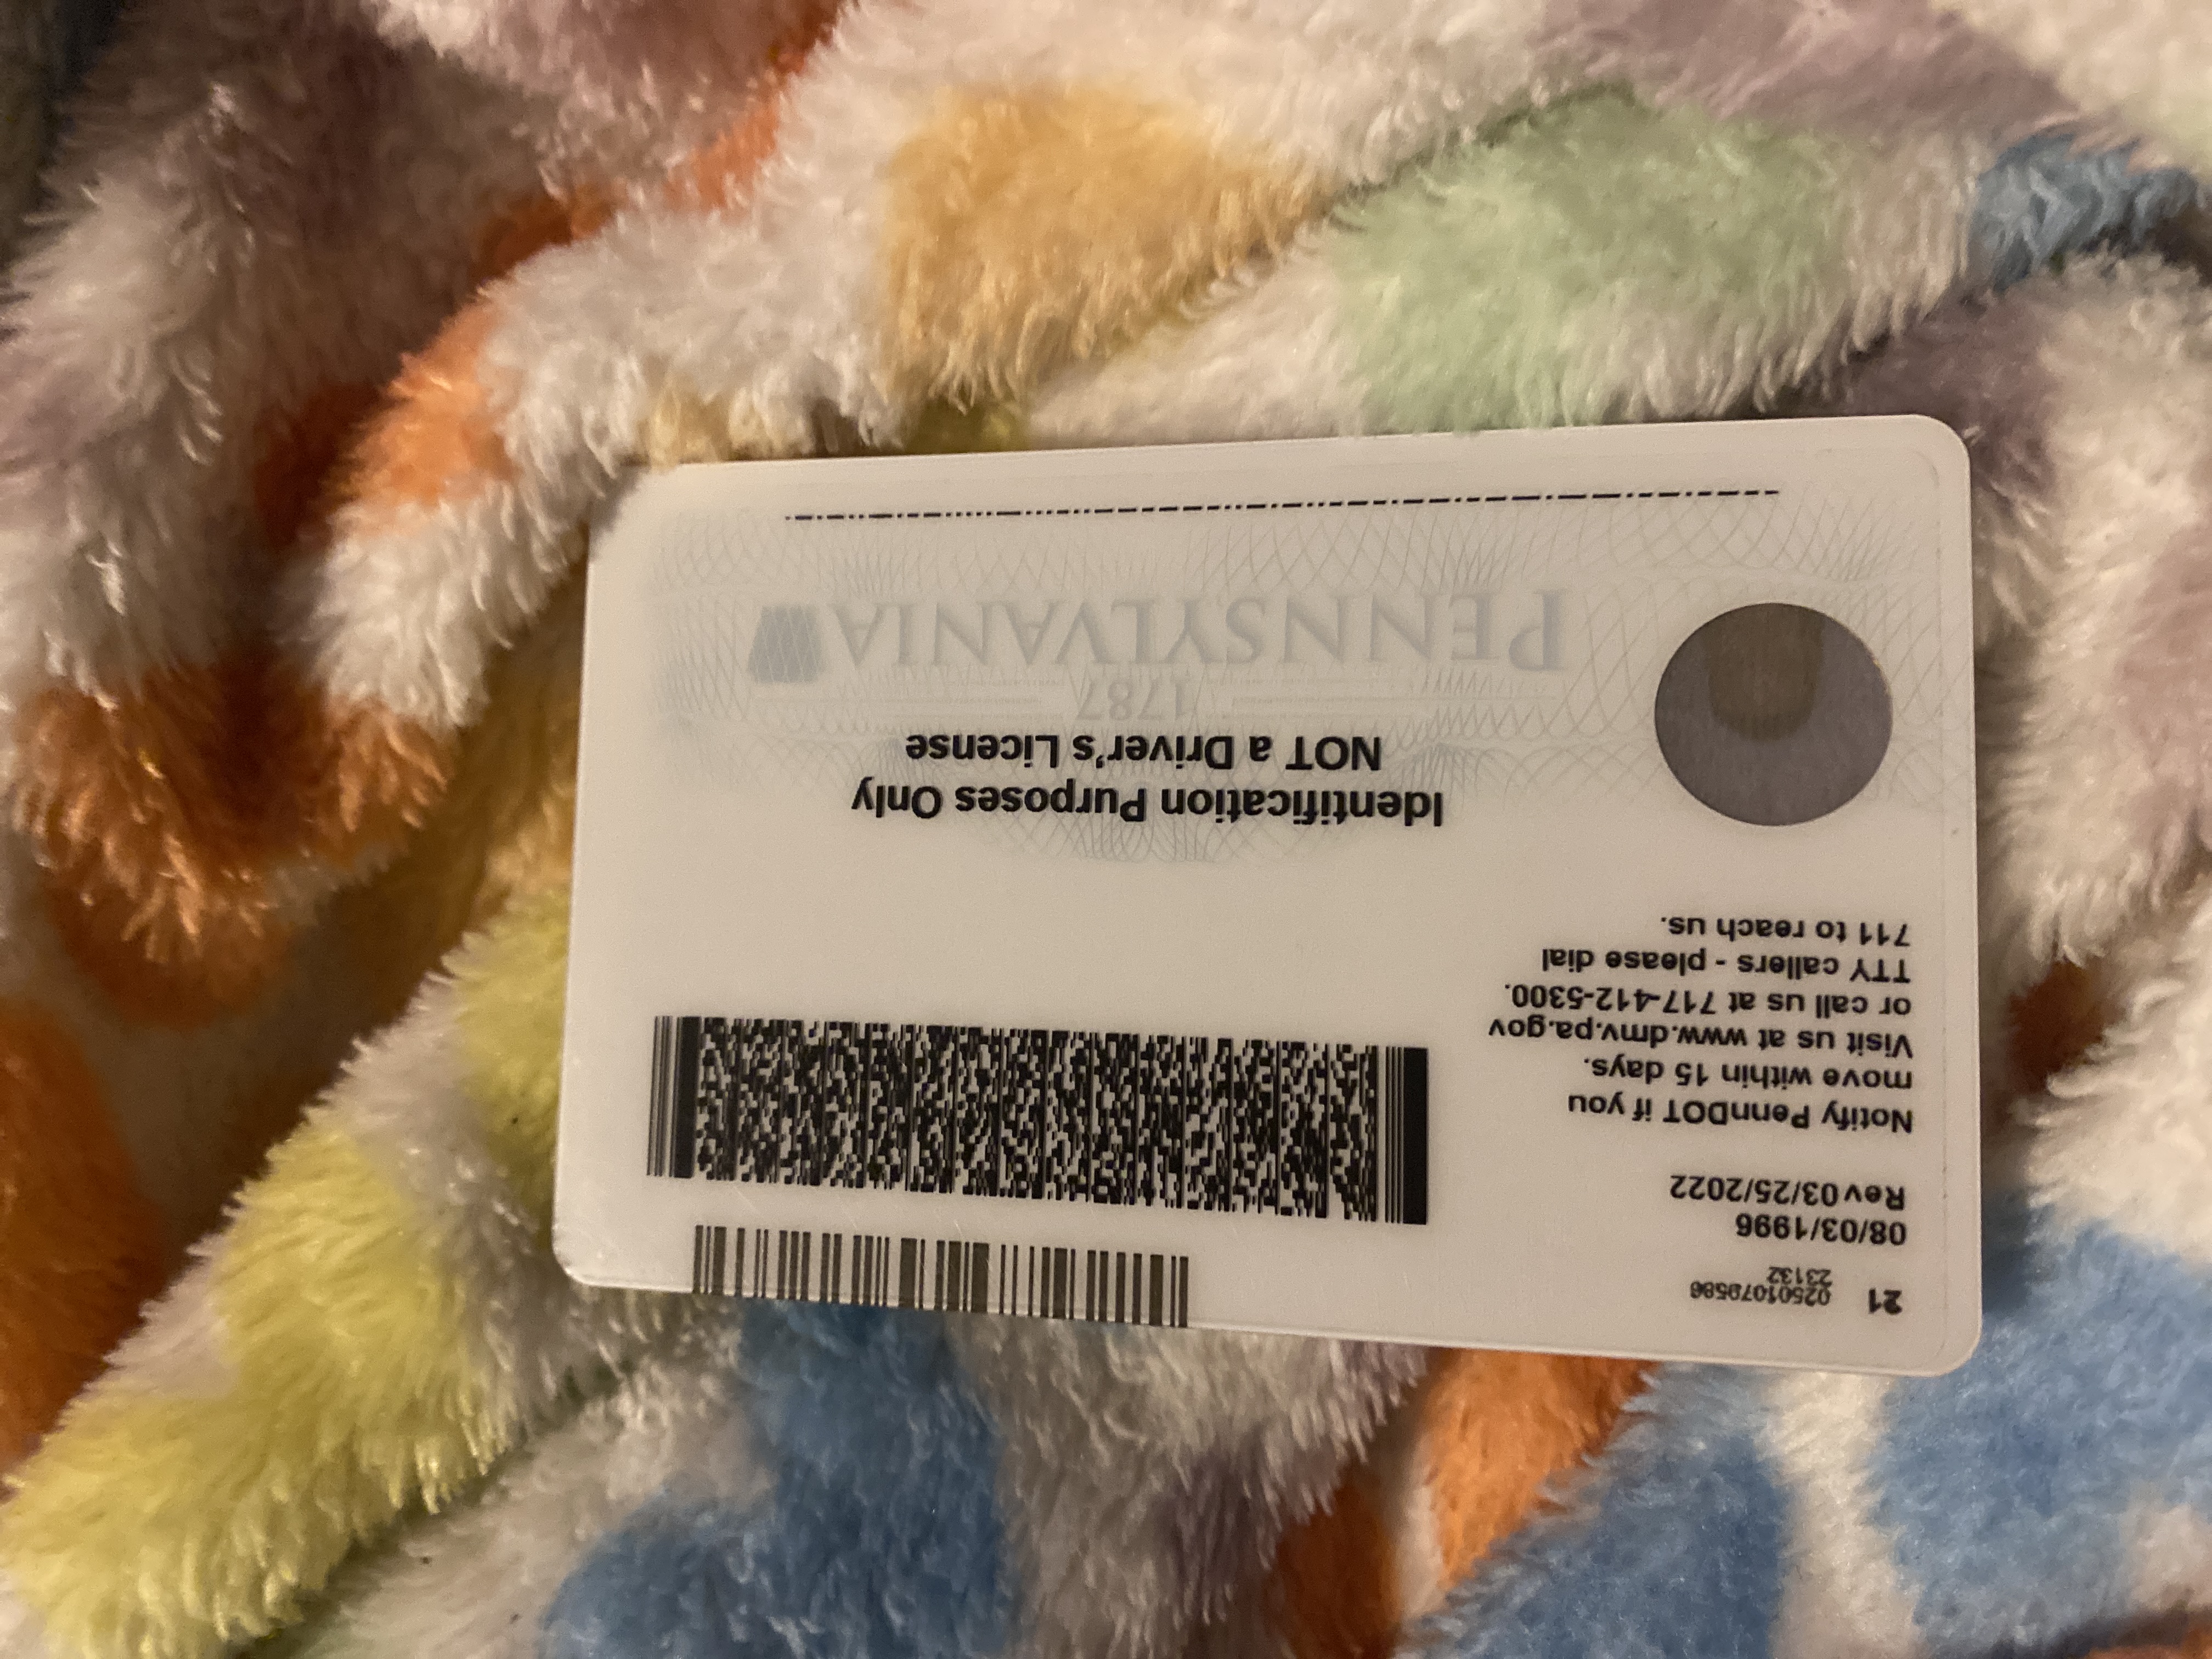 21
02501079586
23132
08/03/1996
Rev 03/25/2022
Notify PennDOT if you
move within 15 days.
Visit us at www.dmv.pa.gov
or call us at 717-412-5300.
TTY callers - please dial
711 to reach us.
Identification Purposes Only
NOT a Driver's License
1787
PENNSYLVANIA